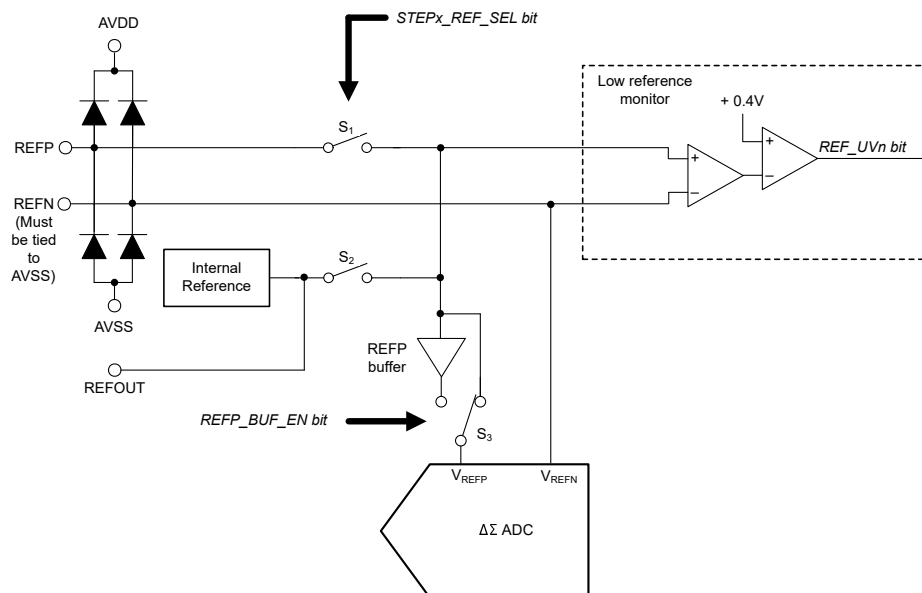 STEPx_REF_SEL bit
AVDD
Low reference
monitor
+ 0.4V
S1
REFP
+
+
REF_UVn bit
−
−
REFN
(Must
be tied
to
AVSS)
S2
Internal
Reference
AVSS
REFP
buffer
REFOUT
REFP_BUF_EN bit
S3
VREFP
VREFN
ΔΣ ADC